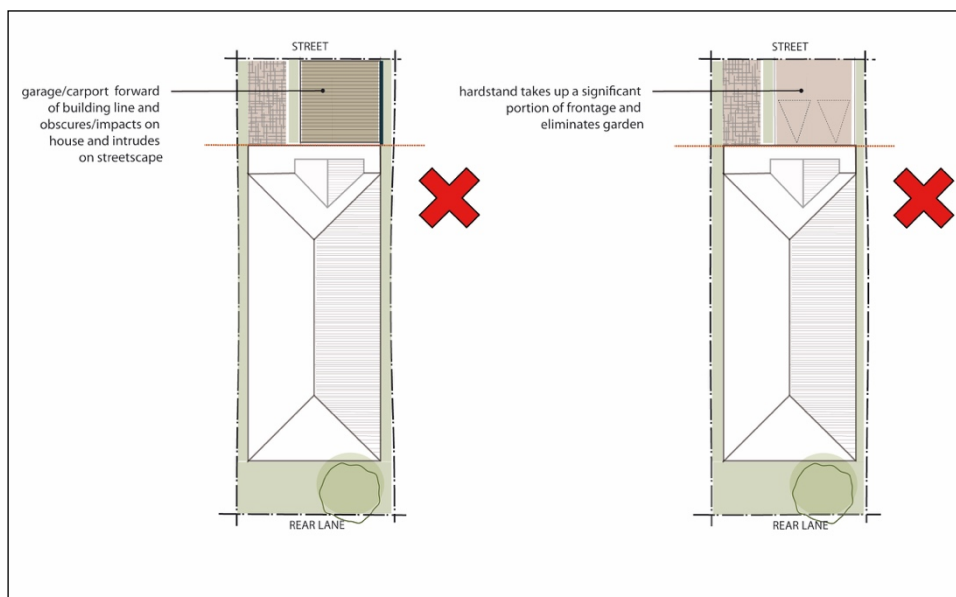 STREET
garage/carport forward
of building line and
obscures/impacts on
house and intrudes
on streetscape
REAR LANE
STREET
hardstand takes up a significant
portion of frontage and
eliminates garden
REAR LANE